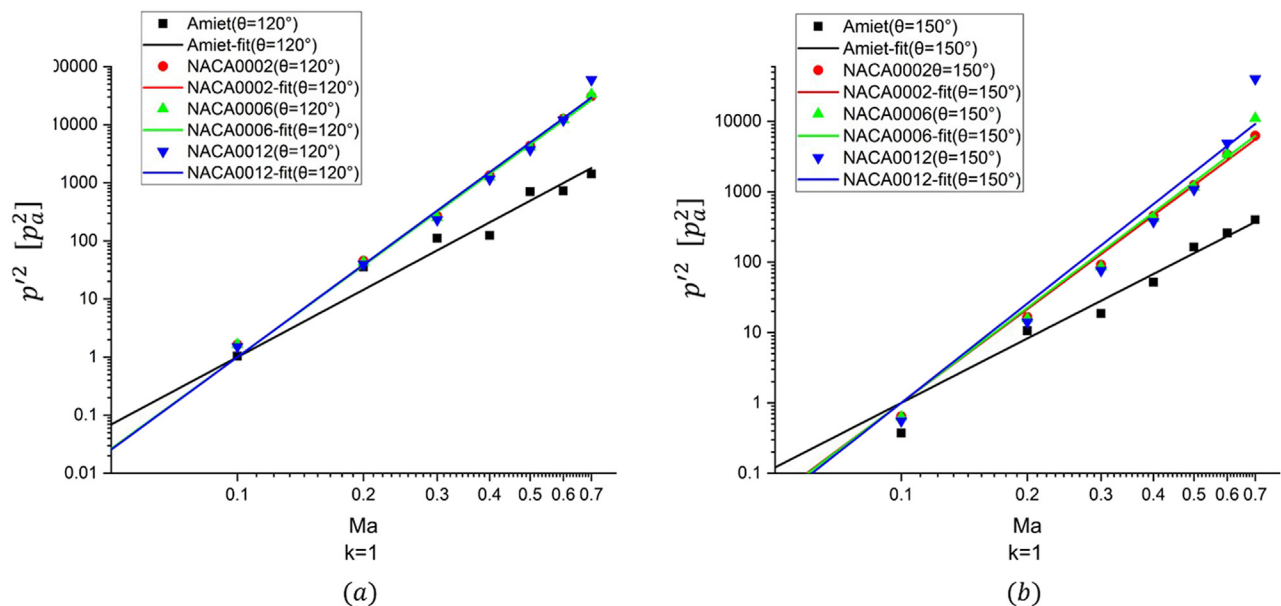 Amiet(θ=120°)
Amiet-fit(θ=120°)
NACA0002(θ=120°)
NACA0002-fit(θ=120°)
NACA0006(θ=120°)
NACA0006-fit(θ=120°)
NACA0012(θ=120°)
NACA0012-fit(θ=120°)
00000
10000
1000
100
10
1
0.1
0.01
p′² [pₐ²]
0.1 0.2 0.3 0.4 0.5 0.6 0.7
Ma
k=1
(a)
Amiet(θ=150°)
Amiet-fit(θ=150°)
NACA0002θ=150°)
NACA0002-fit(θ=150°)
NACA0006(θ=150°)
NACA0006-fit(θ=150°)
NACA0012(θ=150°)
NACA0012-fit(θ=150°)
10000
1000
100
10
1
0.1
p′² [pₐ²]
0.1 0.2 0.3 0.4 0.5 0.6 0.7
Ma
k=1
(b)